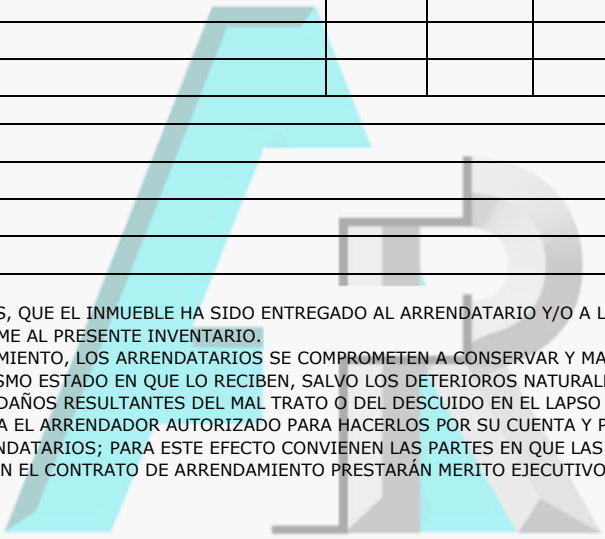 S, QUE EL INMUEBLE HA SIDO ENTREGADO AL ARRENDATARIO Y/O A L
ME AL PRESENTE INVENTARIO.
MIENTO, LOS ARRENDATARIOS SE COMPROMETEN A CONSERVAR Y MA
SMO ESTADO EN QUE LO RECIBEN, SALVO LOS DETERIOROS NATURAL
DAÑOS RESULTANTES DEL MAL TRATO O DEL DESCUIDO EN EL LAPSO
A EL ARRENDADOR AUTORIZADO PARA HACERLOS POR SU CUENTA Y P
NDATARIOS; PARA ESTE EFECTO CONVIENEN LAS PARTES EN QUE LAS
N EL CONTRATO DE ARRENDAMIENTO PRESTARÁN MERITO EJECUTIVO